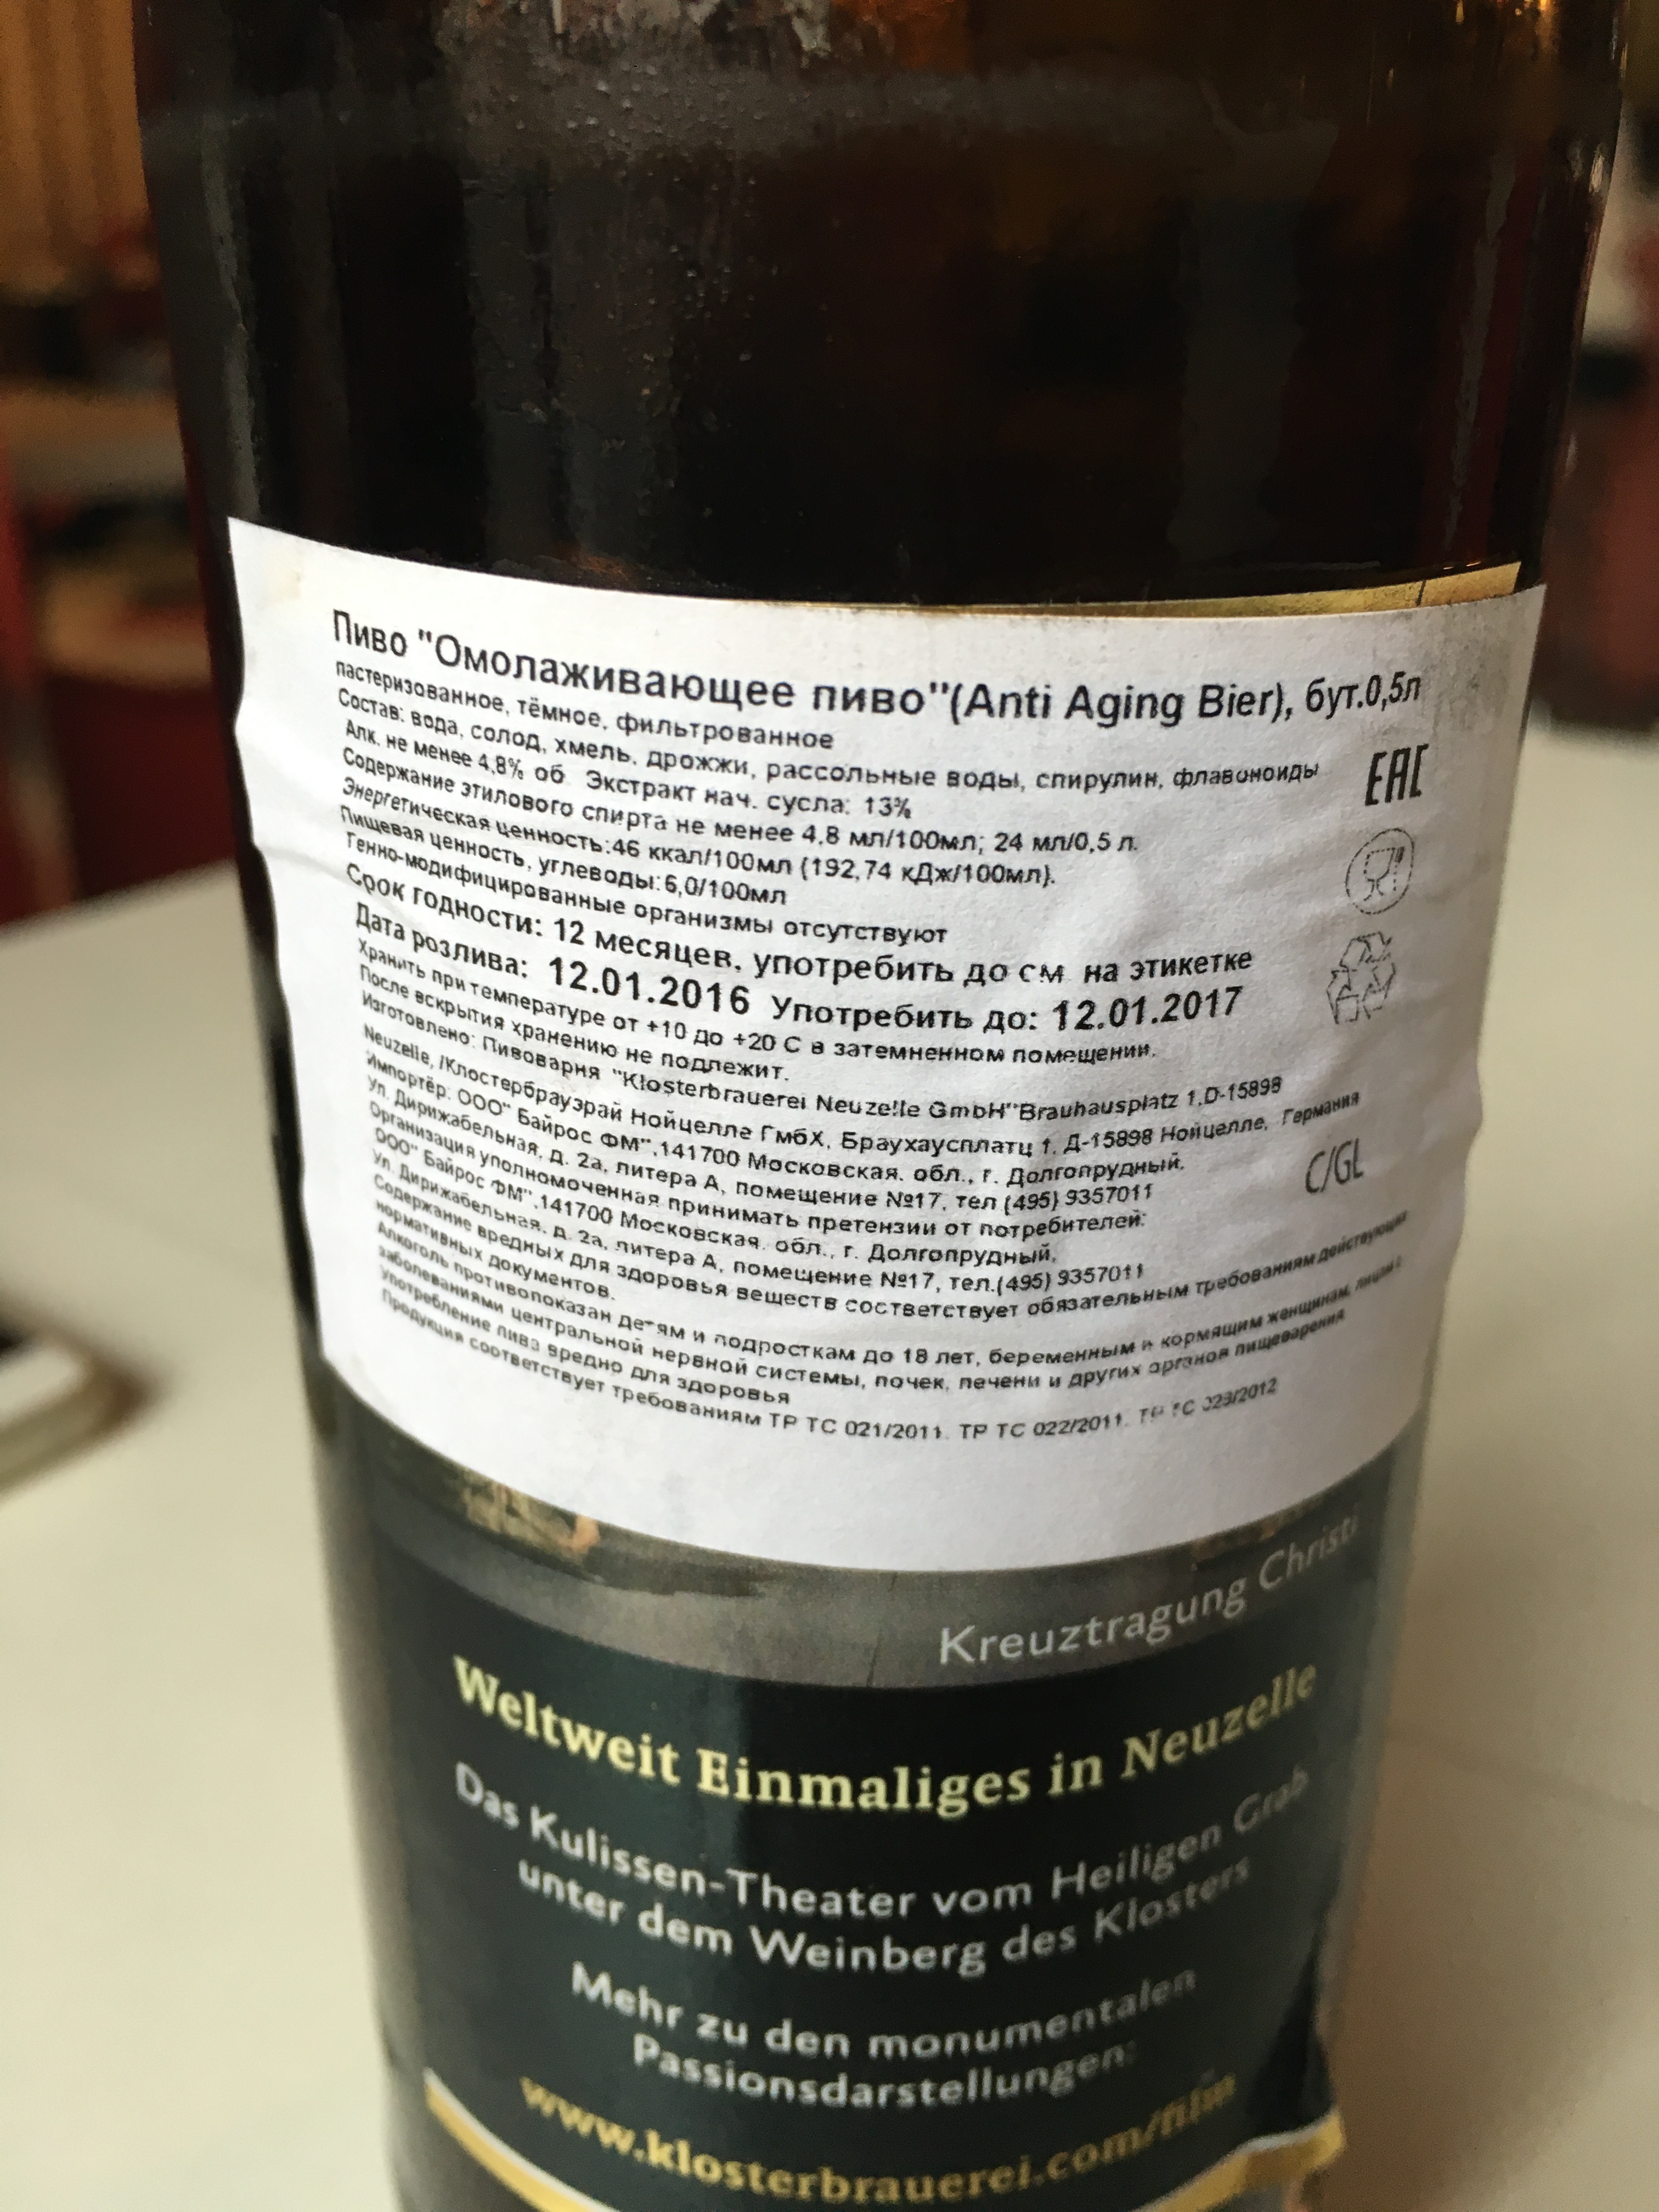 Пиво "Омолаживающее пиво"(Anti Aging Bier), бут.0,5л
пастеризованное, тёмное, фильтрованное
Состав: вода, солод, хмель, дрожжи, рассольные воды, спирулин, флавоноиды
Алк. не менее 4,8% об Экстракт нач. сусла: 13%
Содержание этилового спирта не менее 4,8 мл/100мл; 24 мл/0,5 л.
Энергетическая ценность:46 ккал/100мл (192,74 кДж/100мл).
Пищевая ценность, углеводы:6,0/100мл
Генно-модифицированные организмы отсутствуют
Срок годности: 12 месяцев, употребить до см на этикетке
Дата розлива: 12.01.2016 Употребить до: 12.01.2017
Хранить при температуре от +10 до +20 С в затемненном помещении.
После вскрытия хранению не подлежит.
Изготовлено: Пивоварня "Klosterbrauerei Neuzelle GmbH"Brauhausplatz 1,D-15898
Neuzelle, /Клостербрауэрай Нойцелле ГмбХ, Браухаусплатц 1, Д-15898 Нойцелле, Германия
Импортёр: ООО" Байрос ФМ",141700 Московская. обл., г. Долгопрудный,
Ул. Дирижабельная, д. 2а, литера А, помещение №17, тел (495) 9357011
Организация уполномоченная принимать претензии от потребителей:
ООО" Байрос ФМ",141700 Московская. обл., г. Долгопрудный,
Ул. Дирижабельная, д. 2а, литера А, помещение №17, тел.(495) 9357011
Содержание вредных для здоровья веществ соответствует обязательным требованиям действующих
нормативных документов.
Алкоголь противопоказан детям и подросткам до 18 лет, беременным и кормящим женщинам, лицам с
заболеваниями центральной нервной системы, почек, печени и других органов пищеварения
Употребление пива вредно для здоровья
Продукция соответствует требованиям ТР ТС 021/2011, ТР ТС 022/2011, ТР ТС 023/2012
EAC
C/GL
Kreuztragung Christi
Weltweit Einmaliges in Neuzelle
Das Kulissen-Theater vom Heiligen Grab
unter dem Weinberg des Klosters
Mehr zu den monumentalen
Passionsdarstellungen:
www.klosterbrauerei.com/film